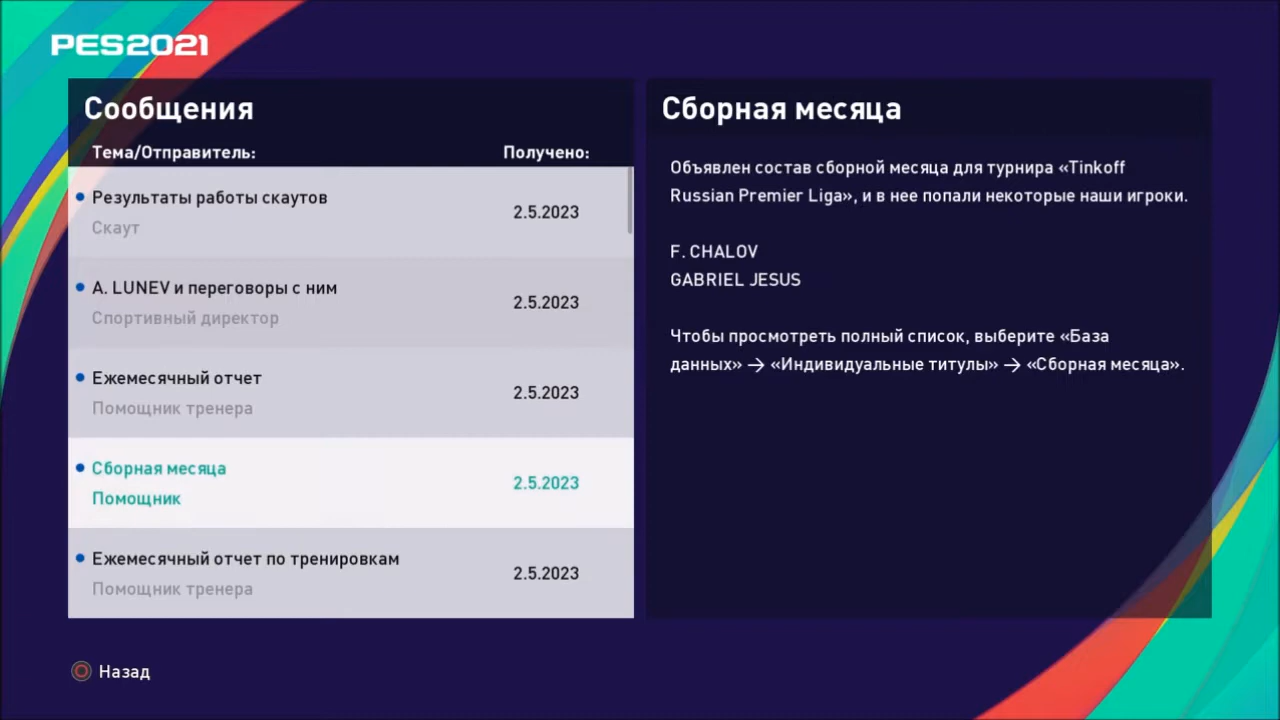 PES2021
Сообщения
Тема/Отправитель: Получено:
Результаты работы скаутов
Скаут
2.5.2023
A. LUNEV и переговоры с ним
Спортивный директор
2.5.2023
Ежемесячный отчет
Помощник тренера
2.5.2023
Сборная месяца
Помощник
2.5.2023
Ежемесячный отчет по тренировкам
Помощник тренера
2.5.2023
Сборная месяца
Объявлен состав сборной месяца для турнира «Tinkoff
Russian Premier Liga», и в нее попали некоторые наши игроки.
F. CHALOV
GABRIEL JESUS
Чтобы просмотреть полный список, выберите «База
данных» → «Индивидуальные титулы» → «Сборная месяца».
Назад